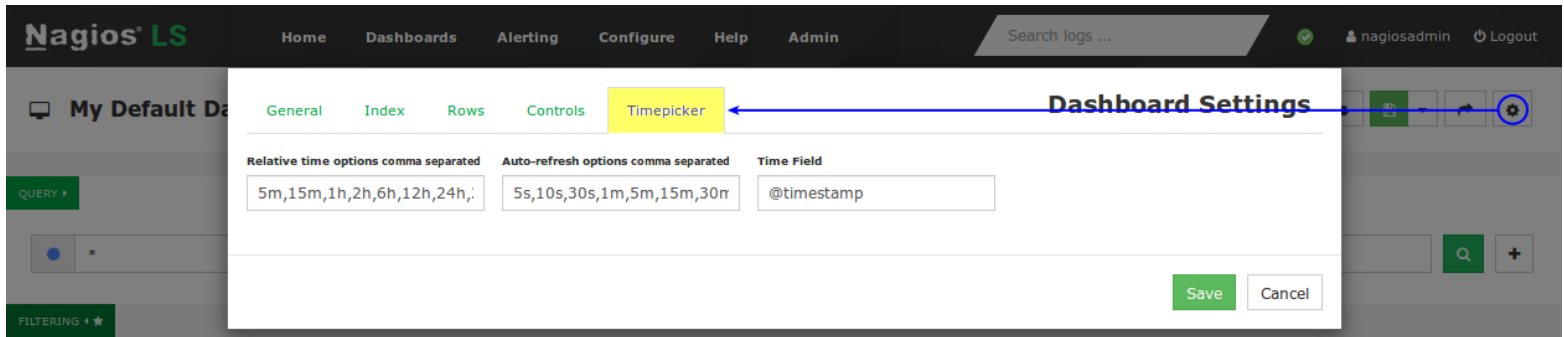 Nagios® LS Home Dashboards Alerting Configure Help Admin Search logs ... nagiosadmin Logout
My Default Da
General Index Rows Controls Timepicker Dashboard Settings
Relative time options comma separated Auto-refresh options comma separated Time Field
5m,15m,1h,2h,6h,12h,24h, 5s,10s,30s,1m,5m,15m,30m @timestamp
QUERY
*
Save Cancel
FILTERING